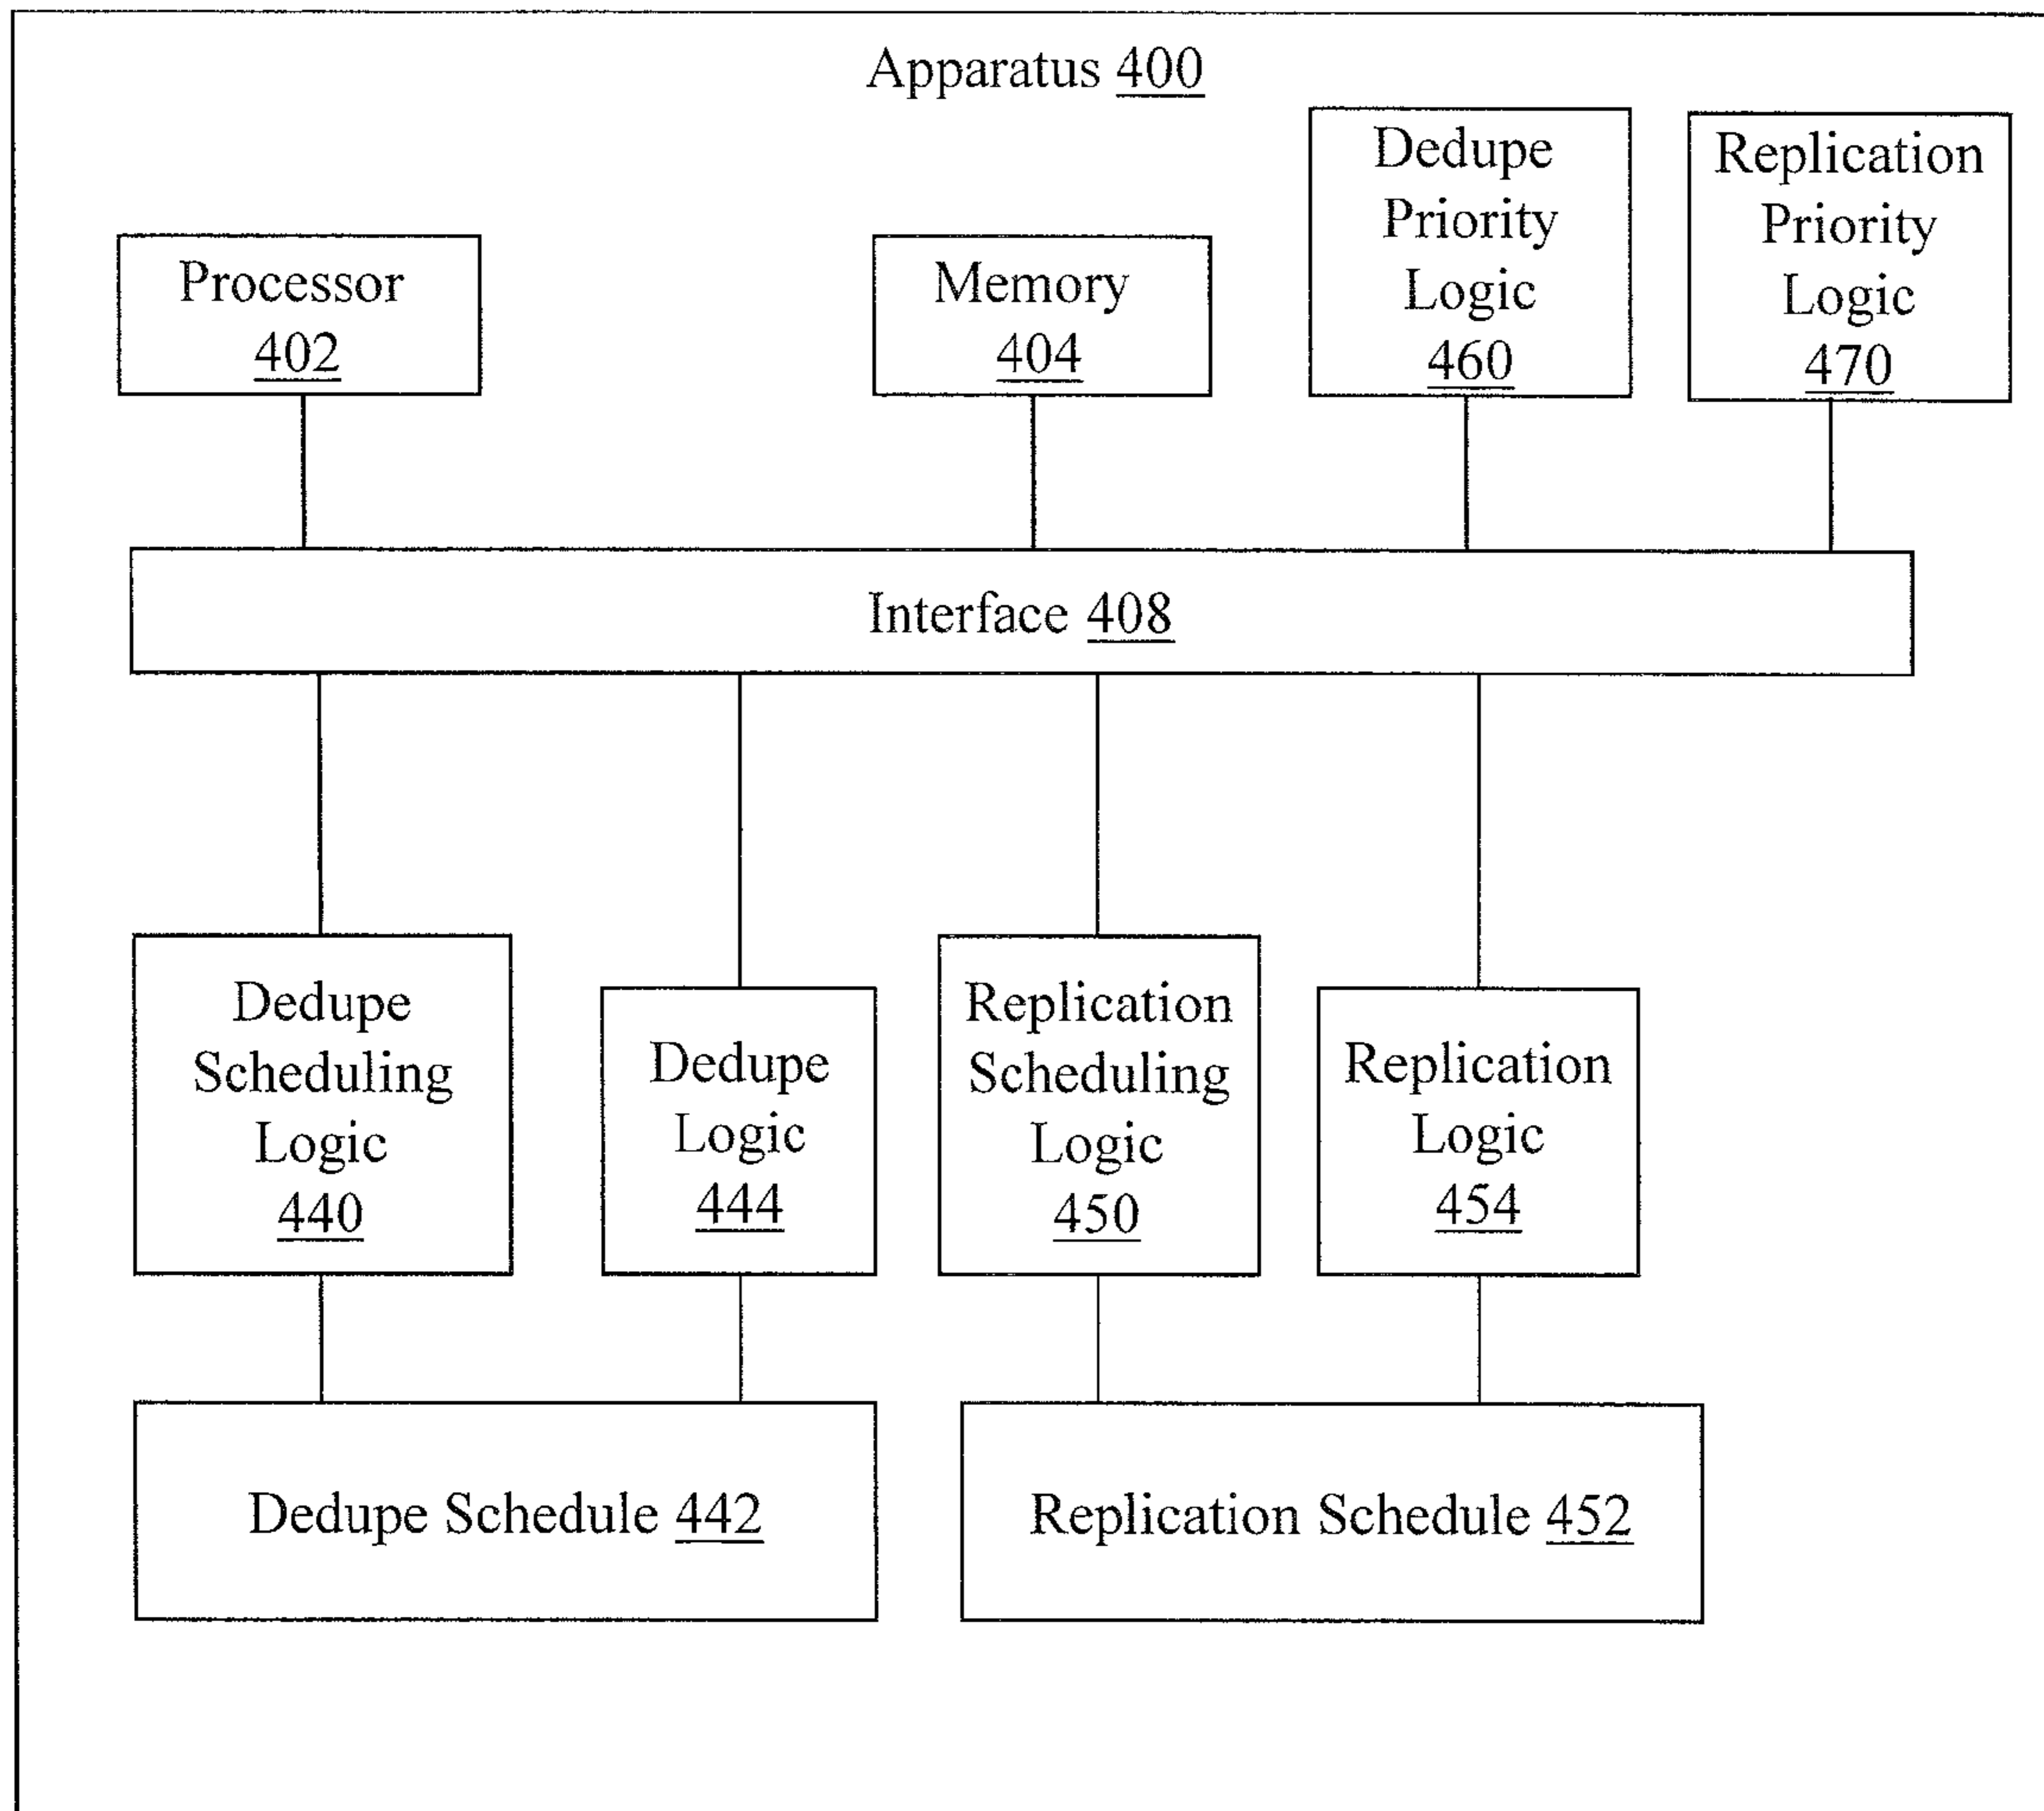 Apparatus 400
Dedupe
Priority
Logic
460
Replication
Priority
Logic
470
Processor
402
Memory
404
Interface 408
Dedupe
Scheduling
Logic
440
Dedupe
Logic
444
Replication
Scheduling
Logic
450
Replication
Logic
454
Dedupe Schedule 442
Replication Schedule 452